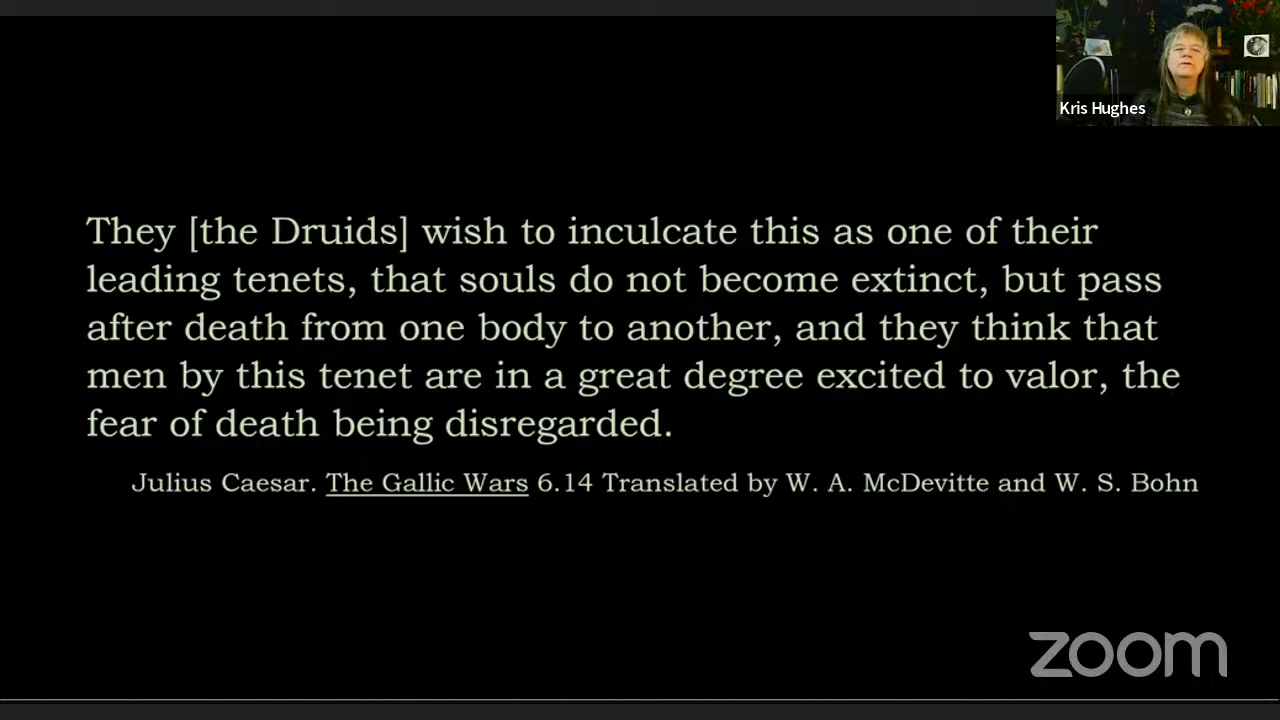 Kris Hughes
They [the Druids] wish to inculcate this as one of their
leading tenets, that souls do not become extinct, but pass
after death from one body to another, and they think that
men by this tenet are in a great degree excited to valor, the
fear of death being disregarded.
Julius Caesar. The Gallic Wars 6.14 Translated by W. A. McDevitte and W. S. Bohn
zoom